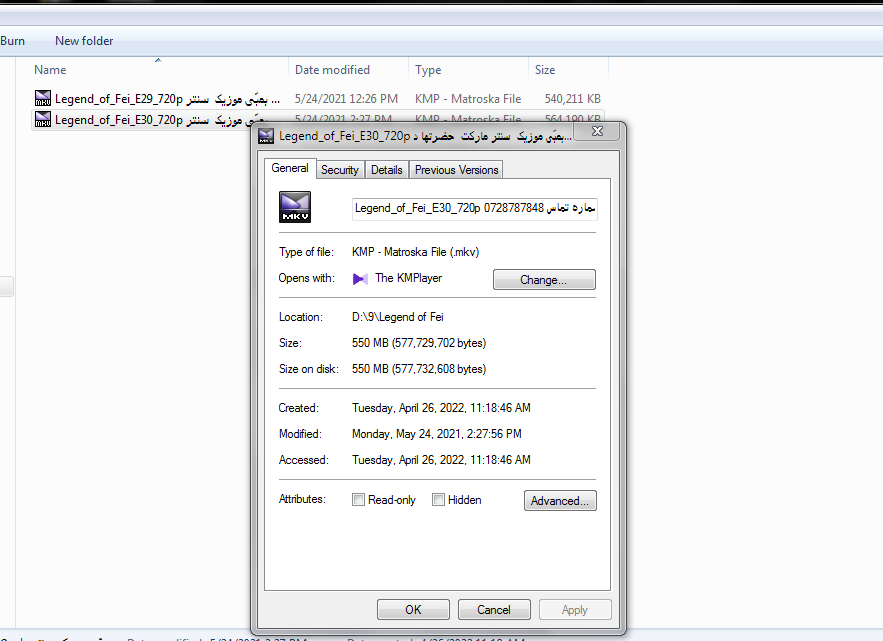 Burn New folder
Name Date modified Type Size
Legend_of_Fei_E29_720p بمبئی موزیک سنتر ... 5/24/2021 12:26 PM KMP - Matroska File 540,211 KB
Legend_of_Fei_E30_720p بمبئی موزیک سنتر 5/24/2021 2:27 PM KMP - Matroska File 564,190 KB
Legend_of_Fei_E30_720p بمبئی موزیک سنتر مارکت حضرتها د...
General Security Details Previous Versions
MKV
Legend_of_Fei_E30_720p 0728787848 شماره تماس
Type of file: KMP - Matroska File (.mkv)
Opens with: The KMPlayer Change...
Location: D:\9\Legend of Fei
Size: 550 MB (577,729,702 bytes)
Size on disk: 550 MB (577,732,608 bytes)
Created: Tuesday, April 26, 2022, 11:18:46 AM
Modified: Monday, May 24, 2021, 2:27:56 PM
Accessed: Tuesday, April 26, 2022, 11:18:46 AM
Attributes: Read-only Hidden Advanced...
OK Cancel Apply